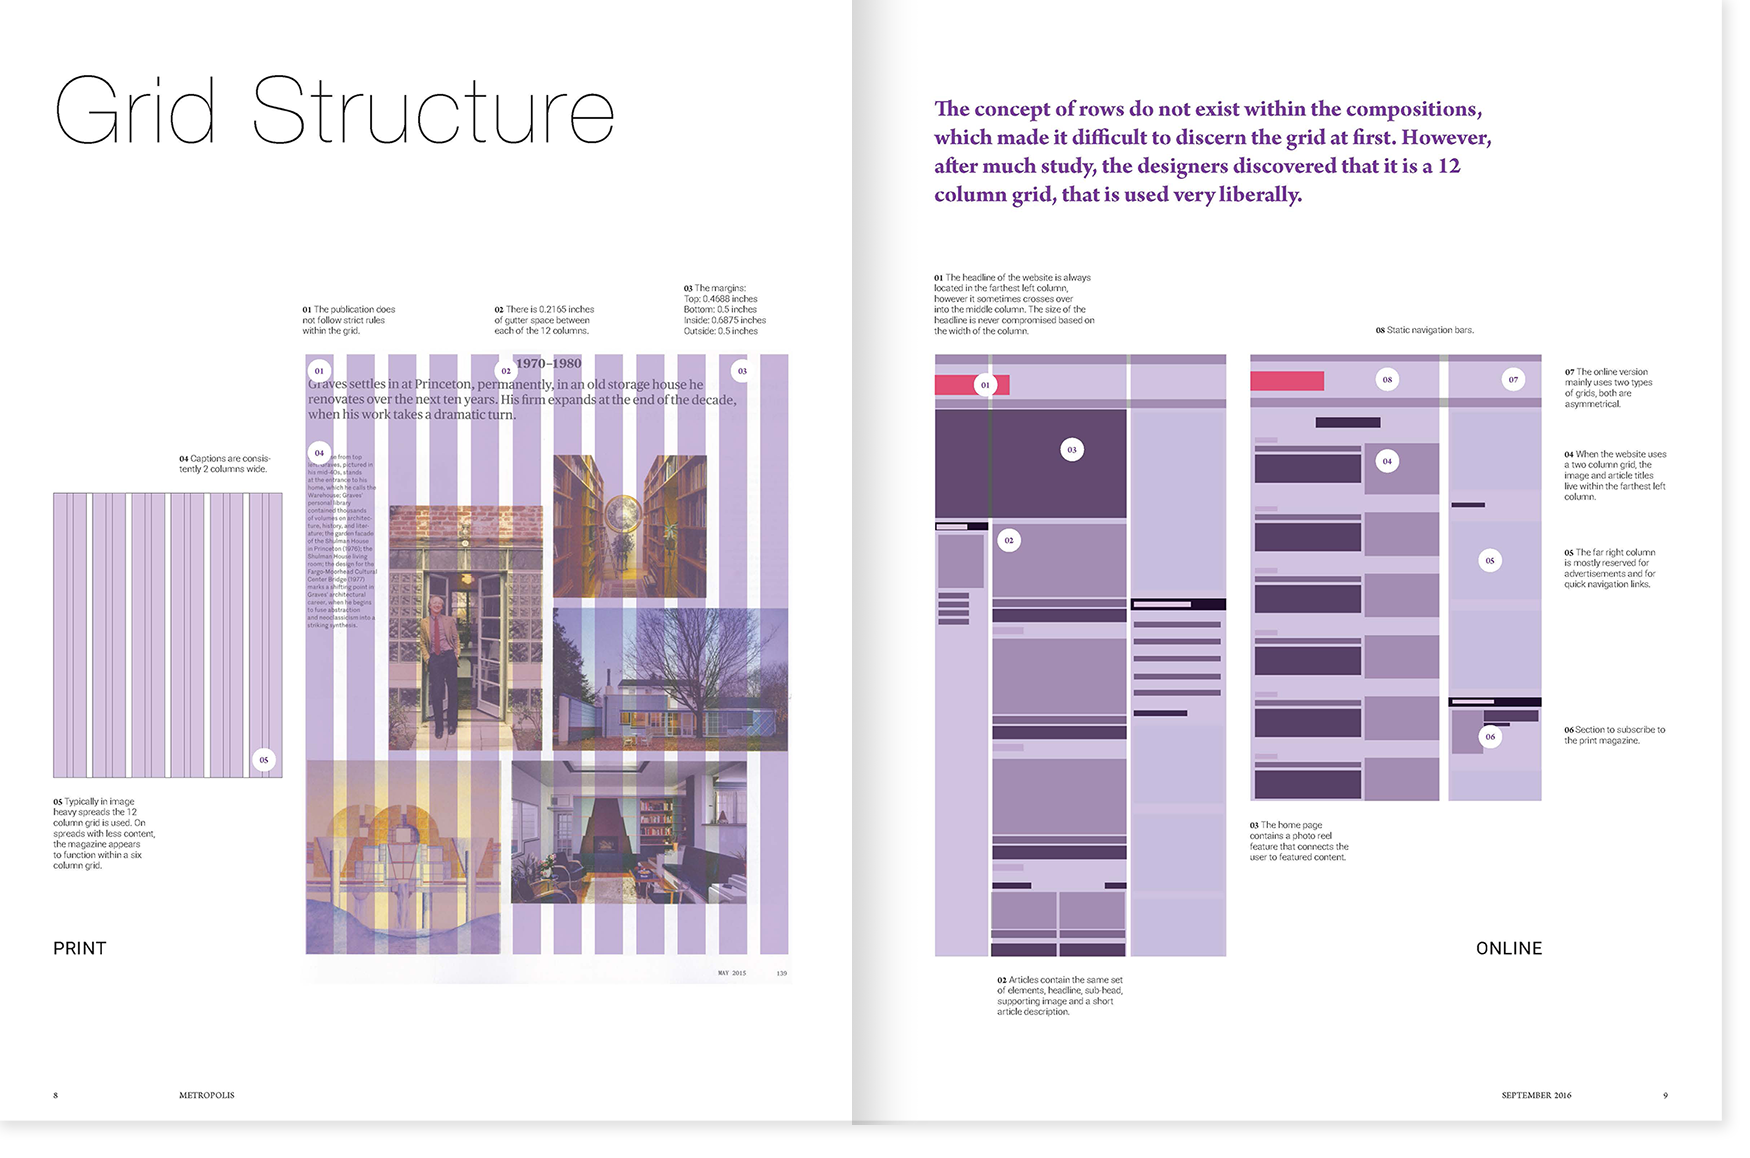 Grid Structure
01 The publication does
not follow strict rules
within the grid.
02 There is 0.2165 inches
of gutter space between
each of the 12 columns.
03 The margins:
Top: 0.4688 inches
Bottom: 0.5 inches
Inside: 0.6875 inches
Outside: 0.5 inches
01
02
1970–1980
03
Graves settles in at Princeton, permanently, in an old storage house he
renovates over the next ten years. His firm expands at the end of the decade,
when his work takes a dramatic turn.
04 Captions are consis-
tently 2 columns wide.
04
from top
Graves, pictured in
his mid-40s, stands
at the entrance to his
home, which he calls the
Warehouse; Graves'
personal library
contained thousands
of volumes on architec-
ture, history, and liter-
ature; the garden facade
of the Shulman House
in Princeton (1976); the
Shulman House living
room; the design for the
Fargo-Moorhead Cultural
Center Bridge (1977)
marks a shifting point in
Graves' architectural
career, when he begins
to fuse abstraction
and neoclassicism into a
striking synthesis.
05
05 Typically in image
heavy spreads the 12
column grid is used. On
spreads with less content,
the magazine appears
to function within a six
column grid.
PRINT
MAY 2015
139
8
METROPOLIS
The concept of rows do not exist within the compositions,
which made it difficult to discern the grid at first. However,
after much study, the designers discovered that it is a 12
column grid, that is used very liberally.
01 The headline of the website is always
located in the farthest left column,
however it sometimes crosses over
into the middle column. The size of the
headline is never compromised based on
the width of the column.
08 Static navigation bars.
01
03
02
08
07
04
05
06
07 The online version
mainly uses two types
of grids, both are
asymmetrical.
04 When the website uses
a two column grid, the
image and article titles
live within the farthest left
column.
05 The far right column
is mostly reserved for
advertisements and for
quick navigation links.
06 Section to subscribe to
the print magazine.
03 The home page
contains a photo reel
feature that connects the
user to featured content.
ONLINE
02 Articles contain the same set
of elements, headline, sub-head,
supporting image and a short
article description.
SEPTEMBER 2016
9